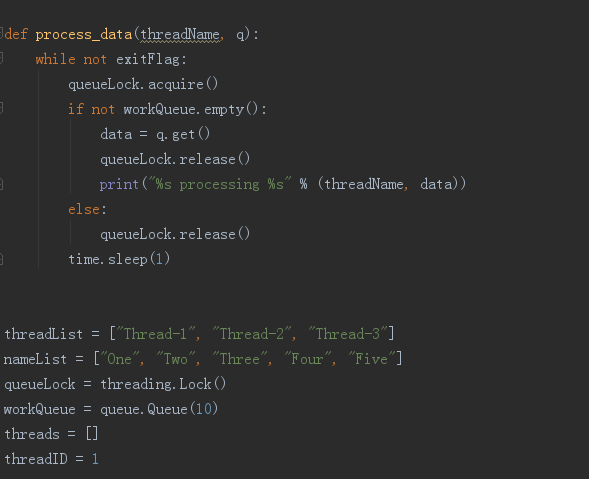 def process_data(threadName, q):
    while not exitFlag:
        queueLock.acquire()
        if not workQueue.empty():
            data = q.get()
            queueLock.release()
            print("%s processing %s" % (threadName, data))
        else:
            queueLock.release()
        time.sleep(1)
threadList = ["Thread-1", "Thread-2", "Thread-3"]
nameList = ["One", "Two", "Three", "Four", "Five"]
queueLock = threading.Lock()
workQueue = queue.Queue(10)
threads = []
threadID = 1